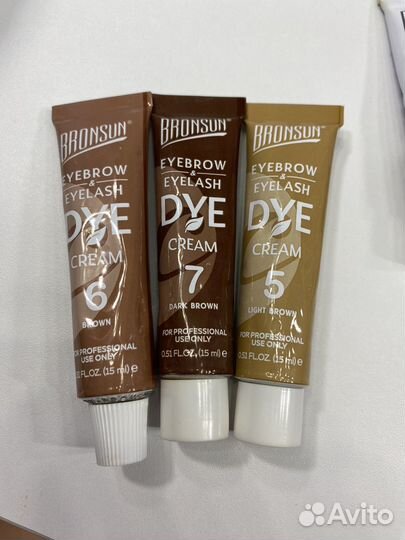 BRONSUN
EYEBROW
&
EYELASH
DYE
CREAM
6
BROWN
FOR PROFESSIONAL
USE ONLY
FL.OZ. (15 ml) e
BRONSUN
EYEBROW
&
EYELASH
DYE
CREAM
7
DARK BROWN
FOR PROFESSIONAL
USE ONLY
0.51 FL.OZ. (15 ml) e
BRONSUN
EYEBROW
&
EYELASH
DYE
CREAM
5
LIGHT BROWN
FOR PROFESSIONAL
USE ONLY
0.51 FL.OZ. (15 ml) e
Avito